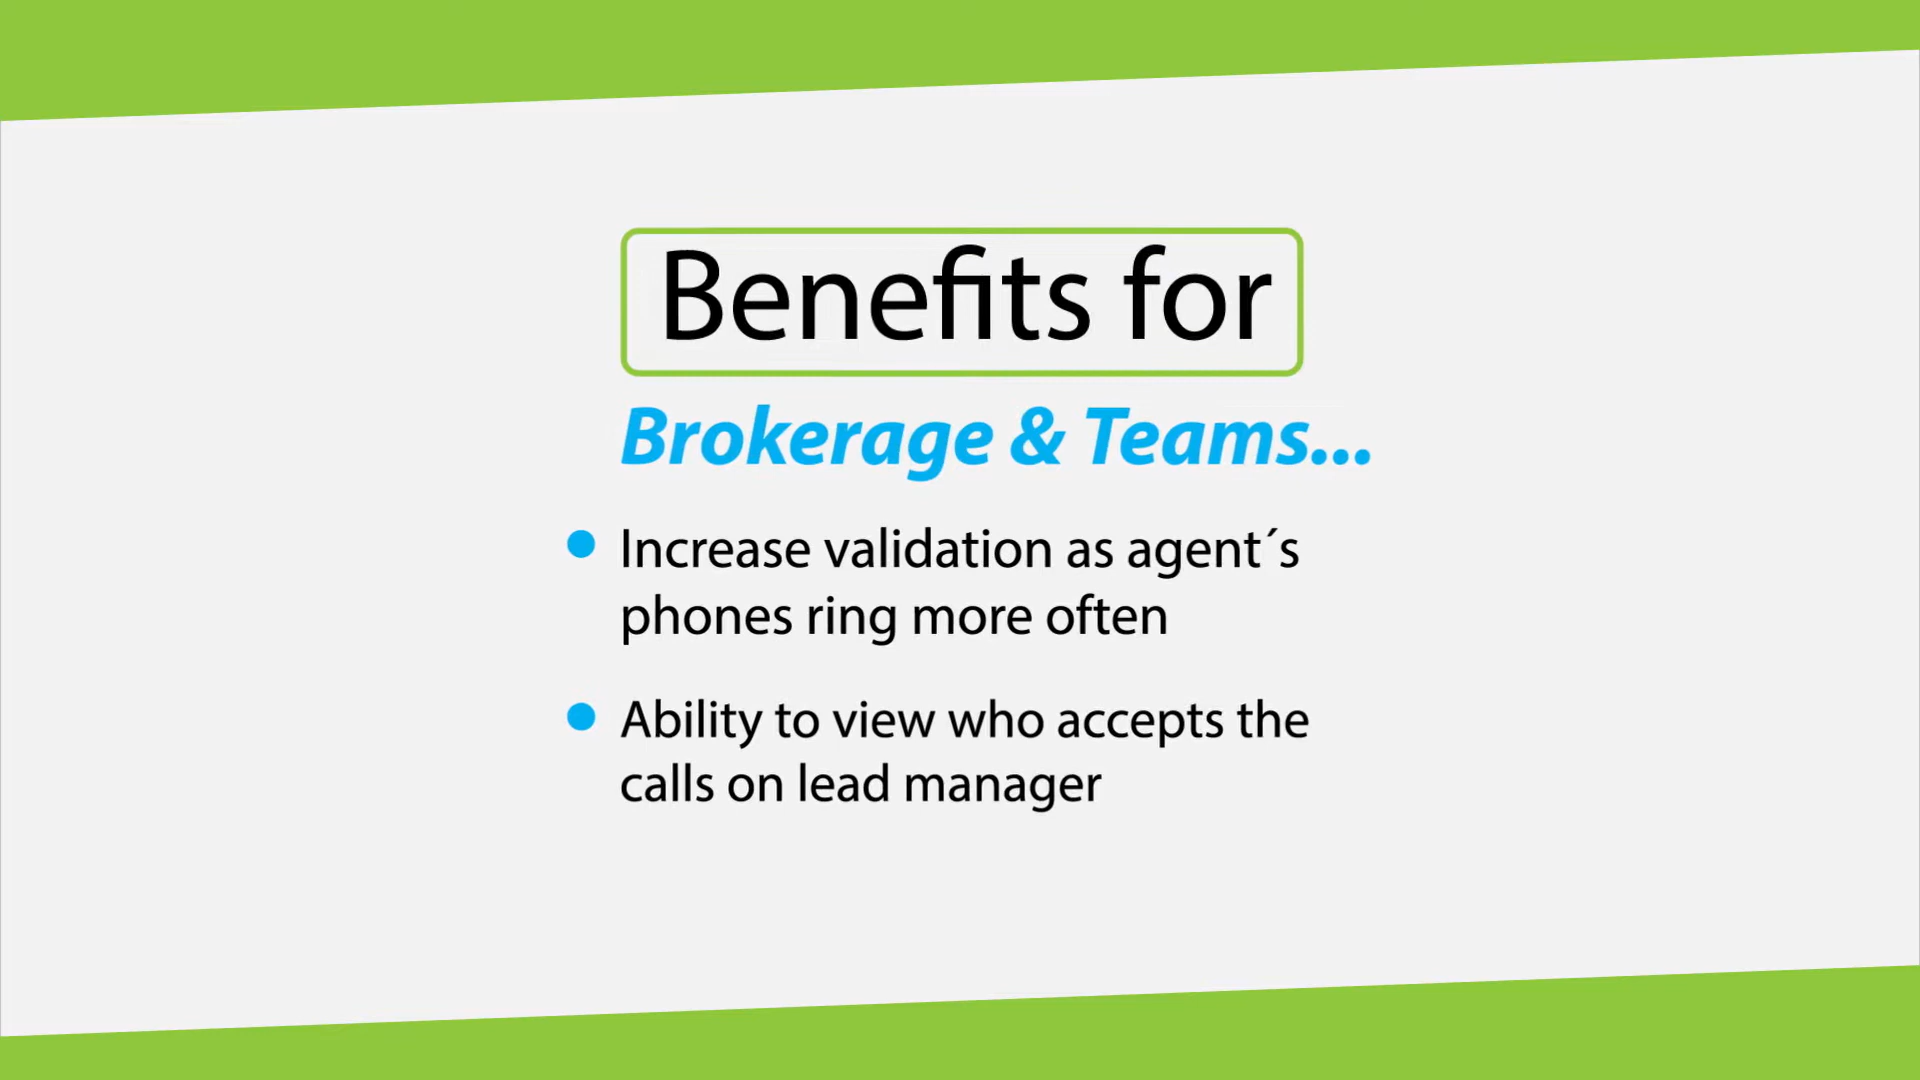 Benefits for
Brokerage & Teams...
Increase validation as agent´s
phones ring more often
Ability to view who accepts the
calls on lead manager